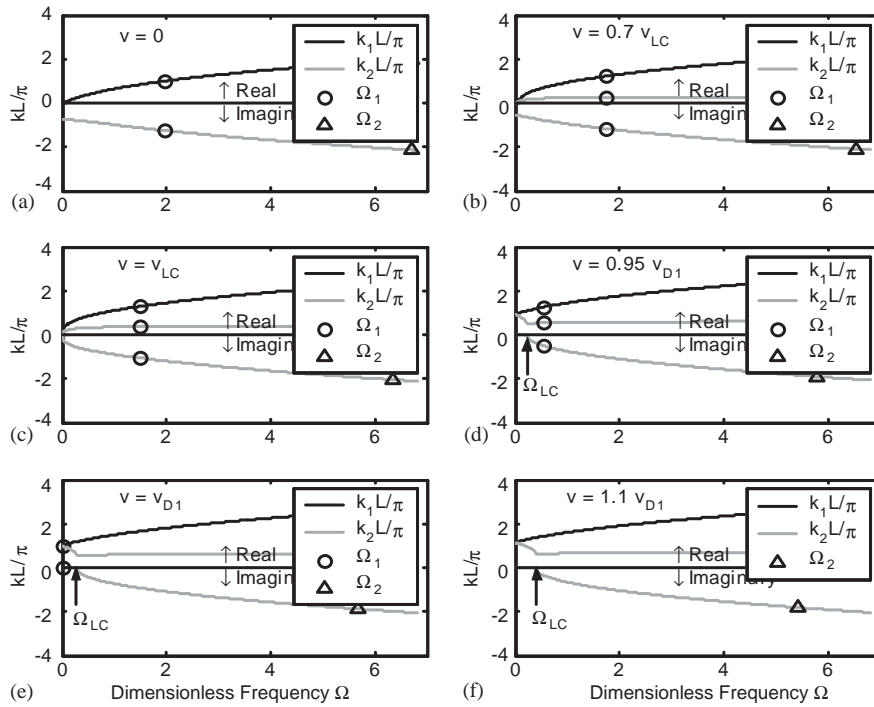 v = 0
k1L/π
k2L/π
Ω1
Ω2
↑ Real
↓ Imagin
kL/π
4
2
0
-2
-4
0
2
4
6
(a)
v = 0.7 vLC
k1L/π
k2L/π
Ω1
Ω2
↑ Real
↓ Imagin
kL/π
4
2
0
-2
-4
0
2
4
6
(b)
v = vLC
k1L/π
k2L/π
Ω1
Ω2
↑ Real
↓ Imagin
kL/π
4
2
0
-2
-4
0
2
4
6
(c)
v = 0.95 vD1
k1L/π
k2L/π
Ω1
Ω2
↑ Real
↓ Imagin
ΩLC
kL/π
4
2
0
-2
-4
0
2
4
6
(d)
v = vD1
k1L/π
k2L/π
Ω1
Ω2
↑ Real
↓ Imagin
ΩLC
kL/π
4
2
0
-2
-4
0
2
4
6
(e)
Dimensionless Frequency Ω
v = 1.1 vD1
k1L/π
k2L/π
Ω2
↑ Real
↓ Imaginary
ΩLC
kL/π
4
2
0
-2
-4
0
2
4
6
(f)
Dimensionless Frequency Ω